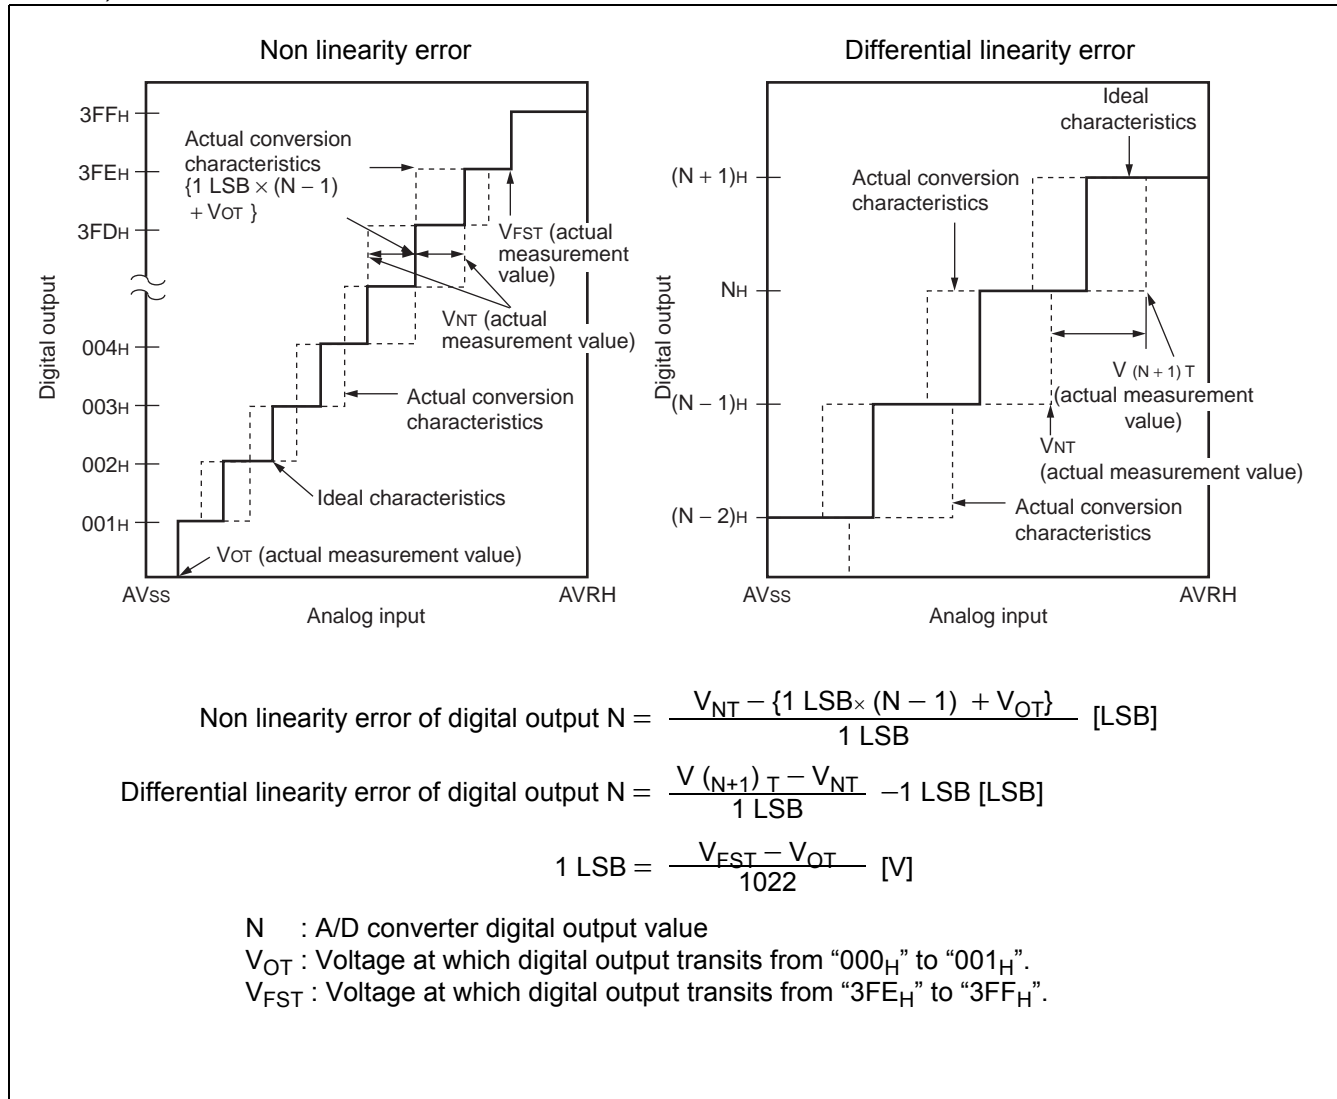 Non linearity error
3FFH
3FEH
3FDH
004H
003H
002H
001H
Digital output
Actual conversion
characteristics
{1 LSB × (N − 1)
+ VOT }
VFST (actual
measurement
value)
VNT (actual
measurement value)
Actual conversion
characteristics
Ideal characteristics
VOT (actual measurement value)
AVSS
AVRH
Analog input
Differential linearity error
(N + 1)H
NH
(N − 1)H
(N − 2)H
Digital output
Ideal
characteristics
Actual conversion
characteristics
V (N + 1) T
(actual measurement
value)
VNT
(actual measurement value)
Actual conversion
characteristics
AVSS
AVRH
Analog input
Non linearity error of digital output N = VNT − {1 LSB× (N − 1) + VOT} / 1 LSB [LSB]
Differential linearity error of digital output N = V (N+1) T − VNT / 1 LSB −1 LSB [LSB]
1 LSB = VFST − VOT / 1022 [V]
N : A/D converter digital output value
VOT : Voltage at which digital output transits from “000H” to “001H”.
VFST : Voltage at which digital output transits from “3FEH” to “3FFH”.